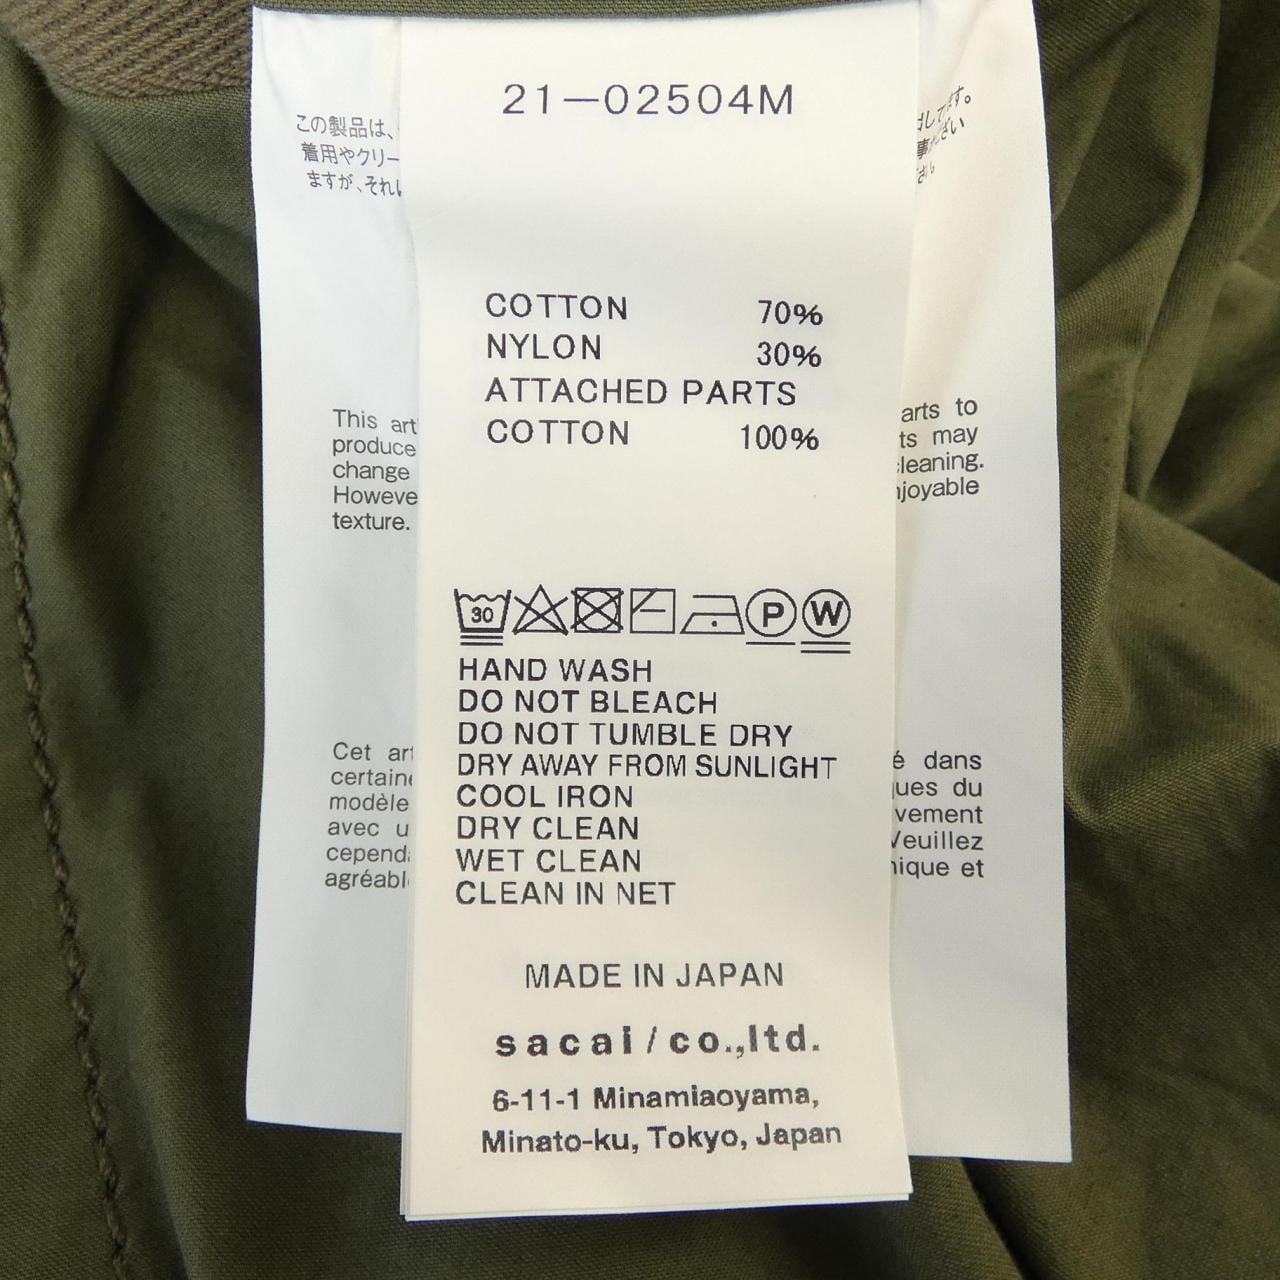 21-02504M
COTTON 70%
NYLON 30%
ATTACHED PARTS
COTTON 100%
30
P W
HAND WASH
DO NOT BLEACH
DO NOT TUMBLE DRY
DRY AWAY FROM SUNLIGHT
COOL IRON
DRY CLEAN
WET CLEAN
CLEAN IN NET
MADE IN JAPAN
sacai / co.,ltd.
6-11-1 Minamiaoyama,
Minato-ku, Tokyo, Japan
この製品は、
着用やクリー
ますが、それ
This art
produce
change
Howeve
texture.
arts to
ts may
leaning.
njoyable
Cet art
certaine
modèle
avec u
cepend
agréabl
é dans
ues du
vement
Veuillez
nique et